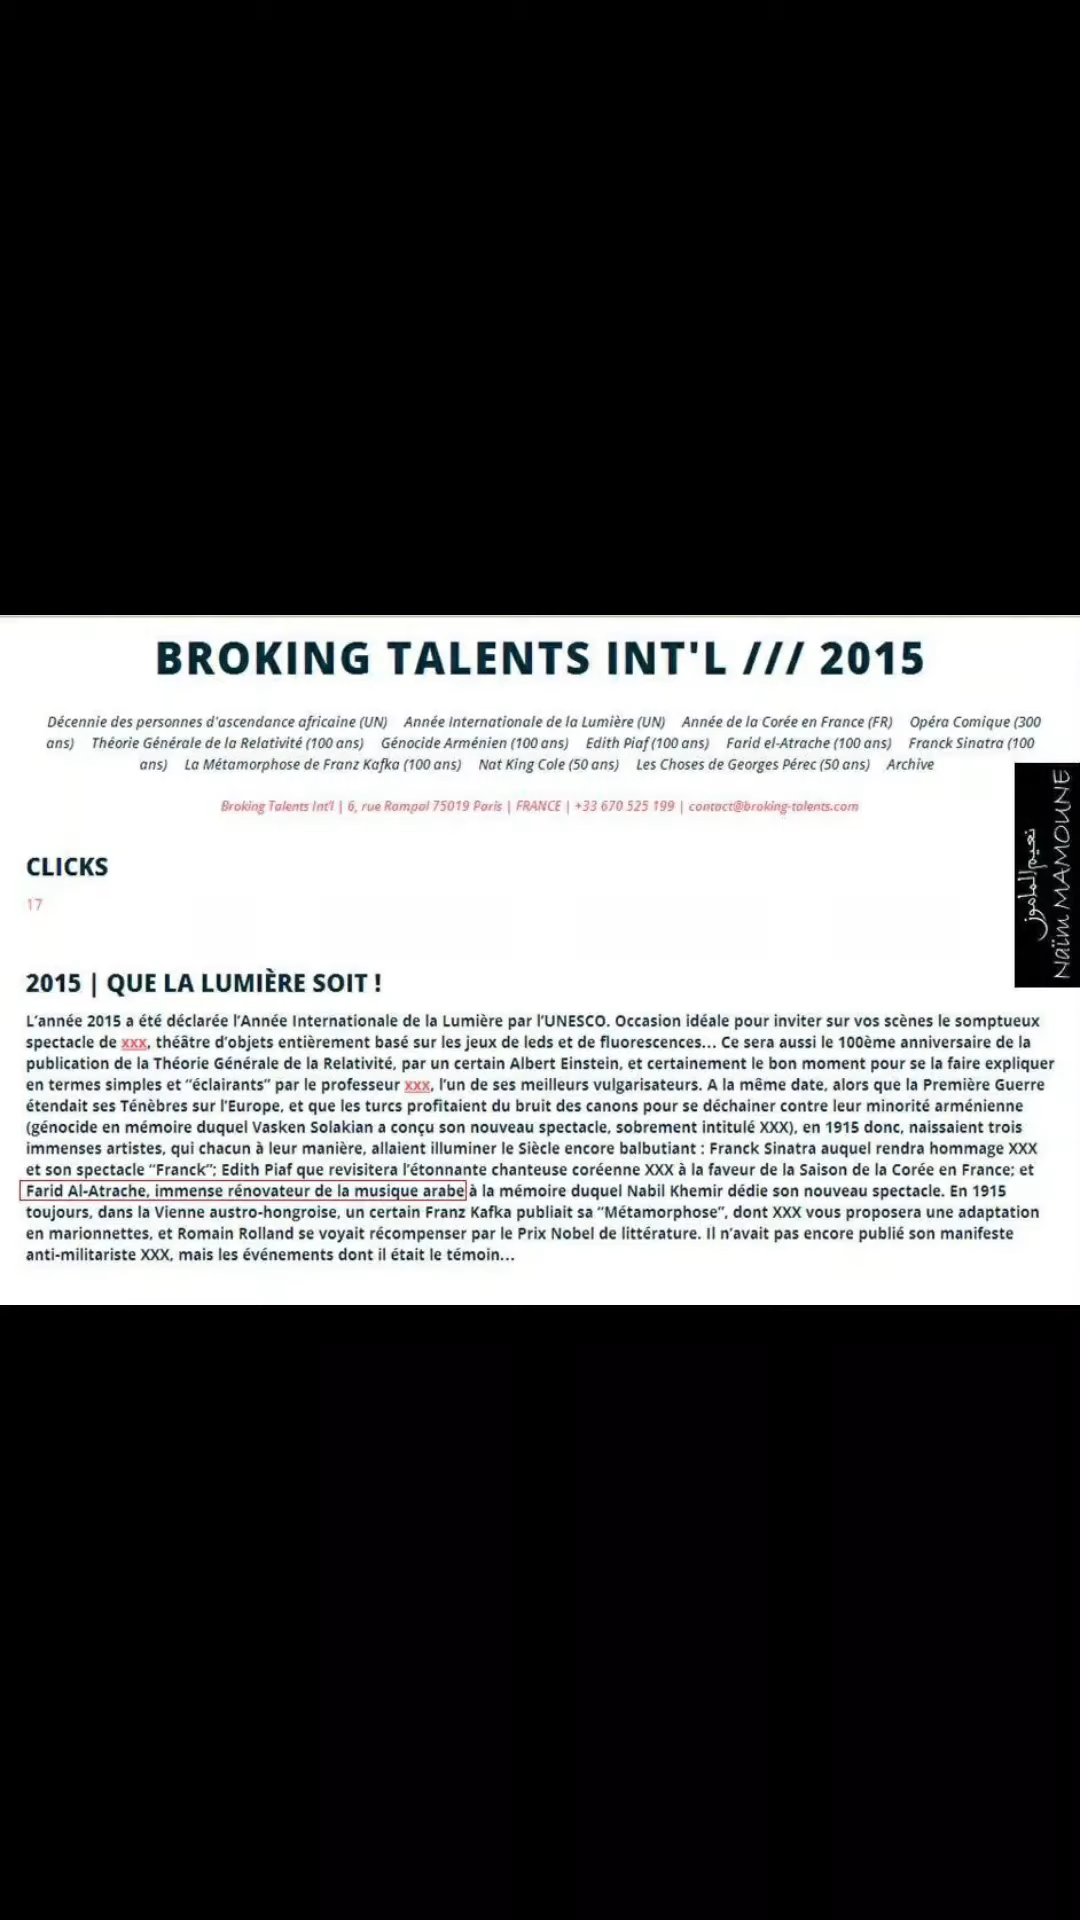 BROKING TALENTS INT'L /// 2015
Décennie des personnes d'ascendance africaine (UN) Année Internationale de la Lumière (UN) Année de la Corée en France (FR) Opéra Comique (300
ans) Théorie Générale de la Relativité (100 ans) Génocide Arménien (100 ans) Edith Piaf (100 ans) Farid el-Atrache (100 ans) Franck Sinatra (100
ans) La Métamorphose de Franz Kafka (100 ans) Nat King Cole (50 ans) Les Choses de Georges Pérec (50 ans) Archive
Broking Talents Int'l | 6, rue Rampal 75019 Paris | FRANCE | +33 670 525 199 | contact@broking-talents.com
نعيم المامون
Naïm MAMOUNE
CLICKS
17
2015 | QUE LA LUMIÈRE SOIT !
L'année 2015 a été déclarée l'Année Internationale de la Lumière par l'UNESCO. Occasion idéale pour inviter sur vos scènes le somptueux
spectacle de xxx, théâtre d'objets entièrement basé sur les jeux de leds et de fluorescences... Ce sera aussi le 100ème anniversaire de la
publication de la Théorie Générale de la Relativité, par un certain Albert Einstein, et certainement le bon moment pour se la faire expliquer
en termes simples et "éclairants" par le professeur xxx, l'un de ses meilleurs vulgarisateurs. A la même date, alors que la Première Guerre
étendait ses Ténèbres sur l'Europe, et que les turcs profitaient du bruit des canons pour se déchainer contre leur minorité arménienne
(génocide en mémoire duquel Vasken Solakian a conçu son nouveau spectacle, sobrement intitulé XXX), en 1915 donc, naissaient trois
immenses artistes, qui chacun à leur manière, allaient illuminer le Siècle encore balbutiant : Franck Sinatra auquel rendra hommage XXX
et son spectacle "Franck"; Edith Piaf que revisitera l'étonnante chanteuse coréenne XXX à la faveur de la Saison de la Corée en France; et
Farid Al-Atrache, immense rénovateur de la musique arabe à la mémoire duquel Nabil Khemir dédie son nouveau spectacle. En 1915
toujours, dans la Vienne austro-hongroise, un certain Franz Kafka publiait sa "Métamorphose", dont XXX vous proposera une adaptation
en marionnettes, et Romain Rolland se voyait récompenser par le Prix Nobel de littérature. Il n'avait pas encore publié son manifeste
anti-militariste XXX, mais les événements dont il était le témoin...